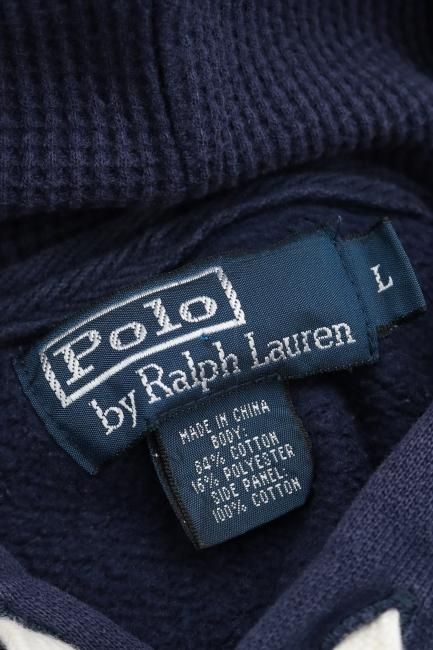 Polo
by Ralph Lauren
L
MADE IN CHINA
BODY:
84% COTTON
16% POLYESTER
SIDE PANEL:
100% COTTON